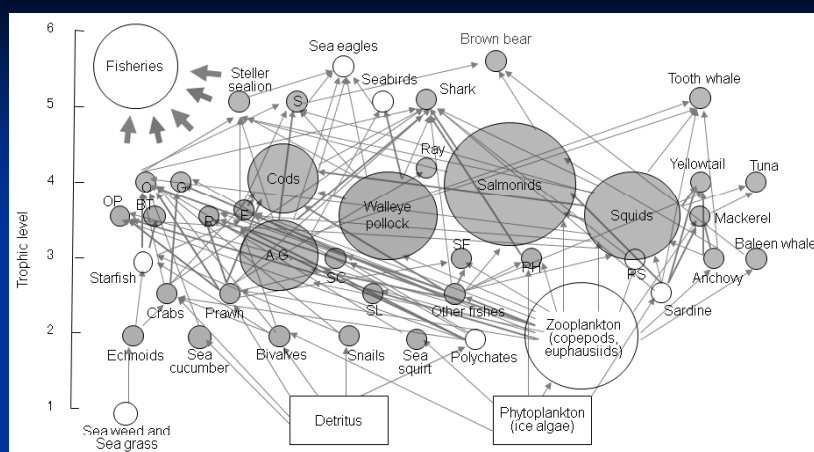 6
Fisheries
Sea eagles
Brown bear
Steller
sealion
S
Seabirds
Shark
Tooth whale
5
Ray
Yellowtail
Tuna
4
O
G
Cods
Salmonids
OP
BT
R
E
Walleye
pollock
Squids
Mackerel
Trophic level
3
Starfish
A.G.
SC
SF
PH
PS
Anchovy
Baleen whale
Crabs
Prawn
SL
Other fishes
Sardine
Zooplankton
(copepods,
euphausiids)
2
Echnoids
Sea
cucumber
Bivalves
Snails
Sea
squirt
Polychates
1
Sea weed and
Sea grass
Detritus
Phytoplankton
(ice algae)